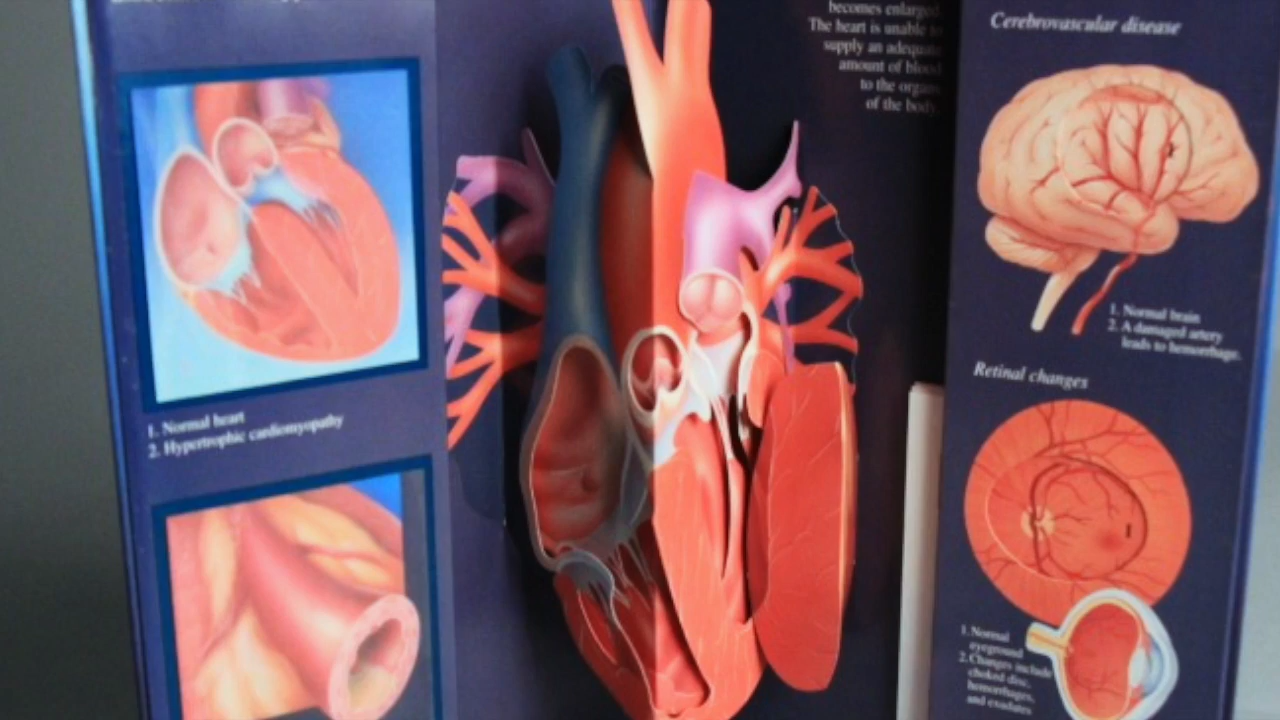 1. Normal heart
2. Hypertrophic cardiomyopathy
becomes enlarged.
The heart is unable to
supply an adequate
amount of blood
to the organs
of the body.
Cerebrovascular disease
1. Normal brain
2. A damaged artery
leads to hemorrhage.
Retinal changes
1. Normal
eyeground
2. Changes include
choked disc,
hemorrhages,
and exudates